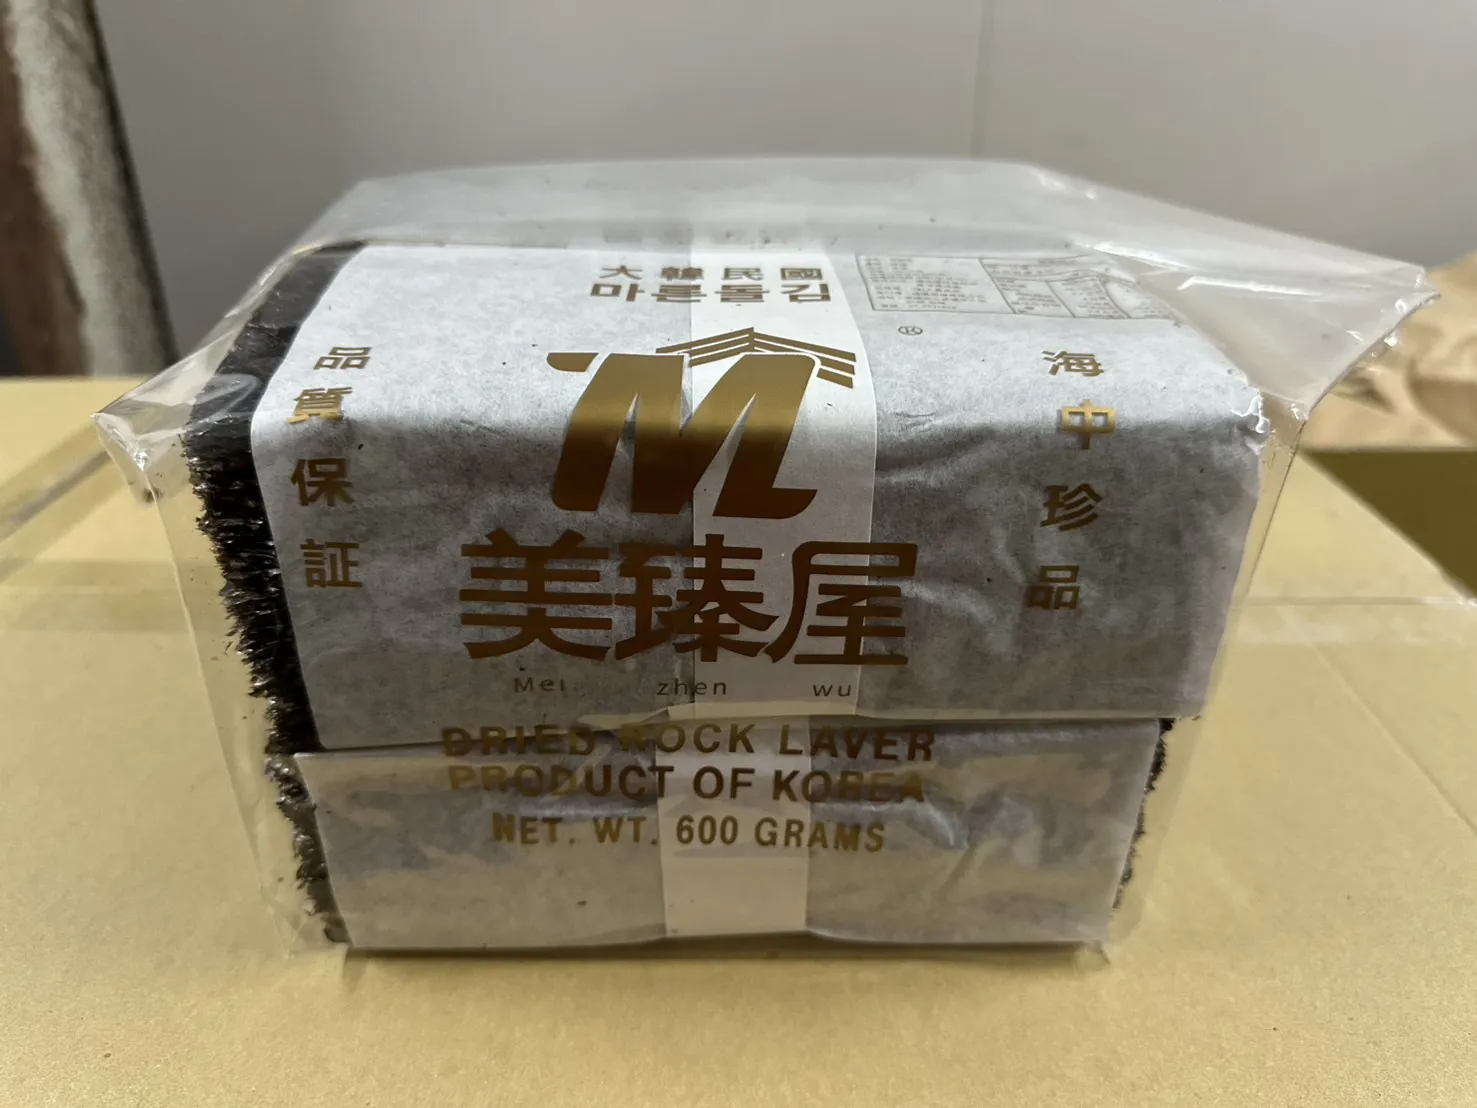 大韓民國
마른돌김
®
品質保証
海中珍品
M
美臻屋
Mei zhen wu
DRIED ROCK LAVER
PRODUCT OF KOREA
NET. WT. 600 GRAMS